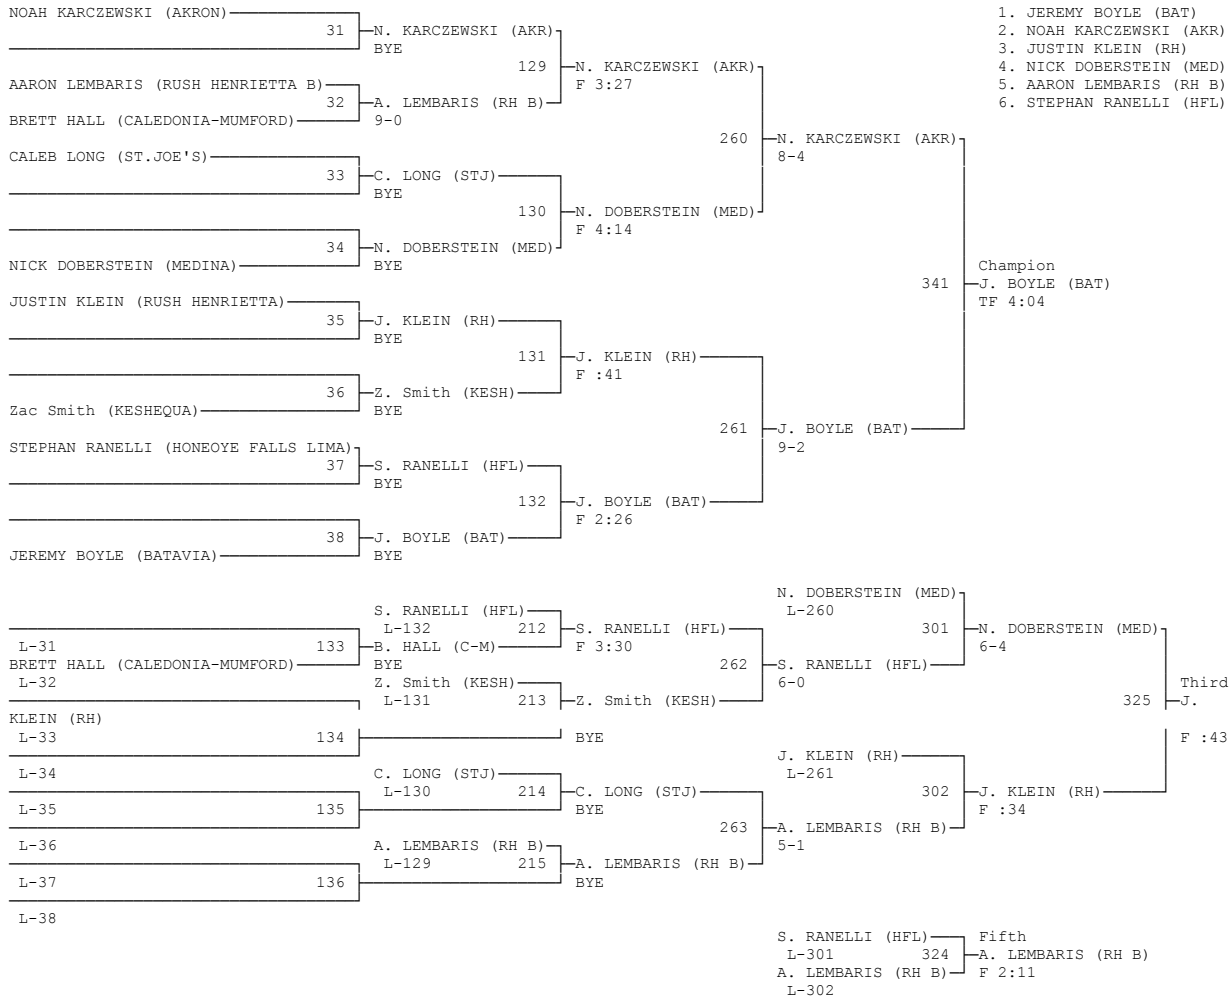 NOAH KARCZEWSKI (AKRON) 1. JEREMY BOYLE (BAT)
31 N. KARCZEWSKI (AKR) 2. NOAH KARCZEWSKI (AKR)
BYE 3. JUSTIN KLEIN (RH)
129 N. KARCZEWSKI (AKR) 4. NICK DOBERSTEIN (MED)
AARON LEMBARIS (RUSH HENRIETTA B) F 3:27 5. AARON LEMBARIS (RH B)
32 A. LEMBARIS (RH B) 6. STEPHAN RANELLI (HFL)
BRETT HALL (CALEDONIA-MUMFORD) 9-0
260 N. KARCZEWSKI (AKR)
CALEB LONG (ST.JOE'S) 8-4
33 C. LONG (STJ)
BYE
130 N. DOBERSTEIN (MED)
F 4:14
34 N. DOBERSTEIN (MED)
NICK DOBERSTEIN (MEDINA) BYE Champion
341 J. BOYLE (BAT)
JUSTIN KLEIN (RUSH HENRIETTA) TF 4:04
35 J. KLEIN (RH)
BYE
131 J. KLEIN (RH)
F :41
36 Z. Smith (KESH)
Zac Smith (KESHEQUA) BYE
261 J. BOYLE (BAT)
STEPHAN RANELLI (HONEOYE FALLS LIMA) 9-2
37 S. RANELLI (HFL)
BYE
132 J. BOYLE (BAT)
F 2:26
38 J. BOYLE (BAT)
JEREMY BOYLE (BATAVIA) BYE
N. DOBERSTEIN (MED)
S. RANELLI (HFL) L-260
L-132 212 S. RANELLI (HFL) 301 N. DOBERSTEIN (MED)
L-31 133 B. HALL (C-M) F 3:30 6-4
BRETT HALL (CALEDONIA-MUMFORD) BYE 262 S. RANELLI (HFL)
L-32 Z. Smith (KESH) 6-0 Third
L-131 213 Z. Smith (KESH) 325 J.
KLEIN (RH)
L-33 134 BYE F :43
J. KLEIN (RH)
L-34 C. LONG (STJ) L-261
L-130 214 C. LONG (STJ) 302 J. KLEIN (RH)
L-35 135 BYE F :34
263 A. LEMBARIS (RH B)
L-36 A. LEMBARIS (RH B) 5-1
L-129 215 A. LEMBARIS (RH B)
L-37 136 BYE
L-38
S. RANELLI (HFL) Fifth
L-301 324 A. LEMBARIS (RH B)
A. LEMBARIS (RH B) F 2:11
L-302